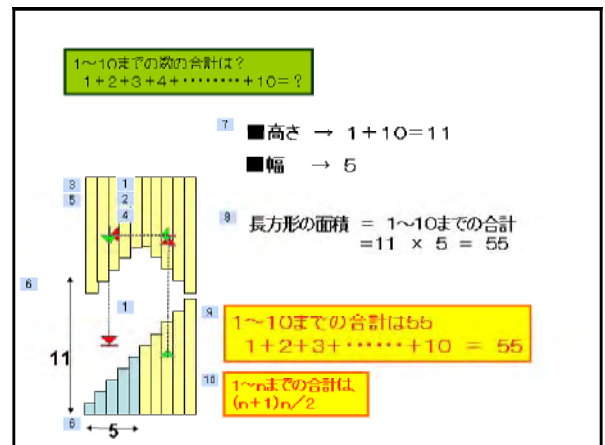 1～10までの数の合計は？
1+2+3+4+‥‥‥‥+10=？
7
■高さ → 1+10=11
■幅 → 5
3
1
5
2
4
8
長方形の面積 = 1～10までの合計
=11 × 5 = 55
6
1
9
1～10までの合計は55
1+2+3+‥‥‥+10 = 55
11
10
1～nまでの合計は、
(n+1)n／2
6
5